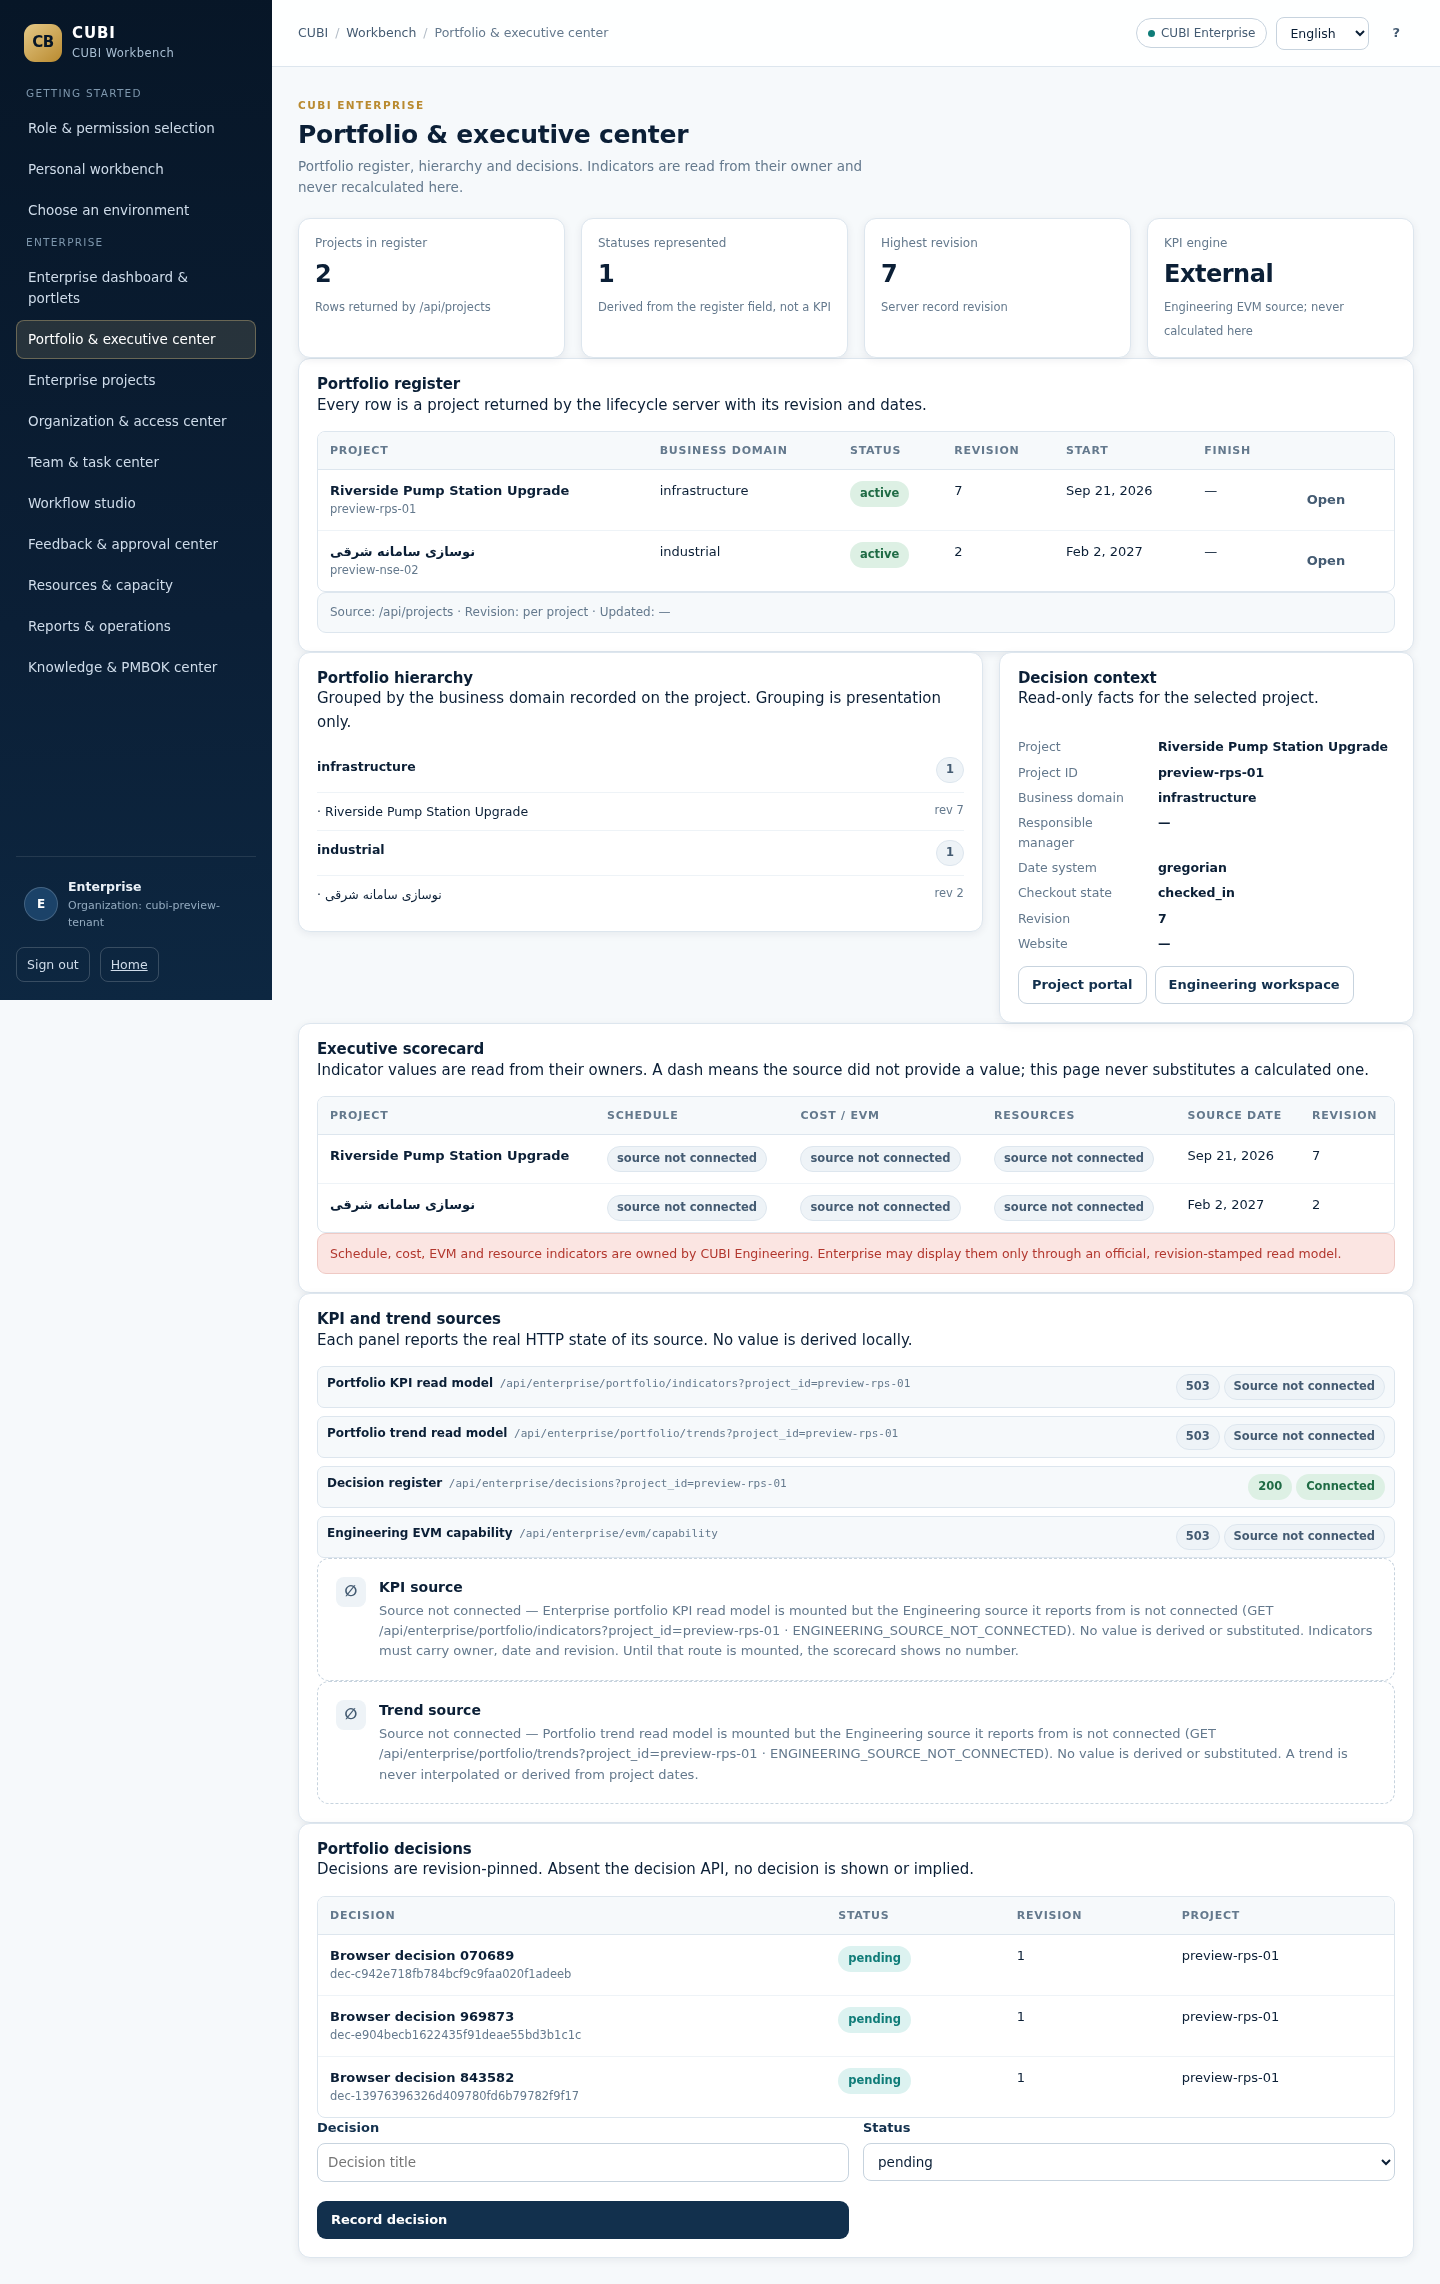 CB
CUBI
CUBI Workbench
GETTING STARTED
Role & permission selection
Personal workbench
Choose an environment
ENTERPRISE
Enterprise dashboard &
portlets
Portfolio & executive center
Enterprise projects
Organization & access center
Team & task center
Workflow studio
Feedback & approval center
Resources & capacity
Reports & operations
Knowledge & PMBOK center
E
Enterprise
Organization: cubi-preview-
tenant
Sign out Home
CUBI / Workbench / Portfolio & executive center
CUBI Enterprise English ?
CUBI ENTERPRISE
Portfolio & executive center
Portfolio register, hierarchy and decisions. Indicators are read from their owner and
never recalculated here.
Projects in register
2
Rows returned by /api/projects
Statuses represented
1
Derived from the register field, not a KPI
Highest revision
7
Server record revision
KPI engine
External
Engineering EVM source; never
calculated here
Portfolio register
Every row is a project returned by the lifecycle server with its revision and dates.
PROJECT BUSINESS DOMAIN STATUS REVISION START FINISH
Riverside Pump Station Upgrade infrastructure active 7 Sep 21, 2026 — Open
preview-rps-01
نوسازی سامانه شرقی industrial active 2 Feb 2, 2027 — Open
preview-nse-02
Source: /api/projects · Revision: per project · Updated: —
Portfolio hierarchy
Grouped by the business domain recorded on the project. Grouping is presentation
only.
infrastructure 1
· Riverside Pump Station Upgrade rev 7
industrial 1
· نوسازی سامانه شرقی rev 2
Decision context
Read-only facts for the selected project.
Project Riverside Pump Station Upgrade
Project ID preview-rps-01
Business domain infrastructure
Responsible —
manager
Date system gregorian
Checkout state checked_in
Revision 7
Website —
Project portal Engineering workspace
Executive scorecard
Indicator values are read from their owners. A dash means the source did not provide a value; this page never substitutes a calculated one.
PROJECT SCHEDULE COST / EVM RESOURCES SOURCE DATE REVISION
Riverside Pump Station Upgrade source not connected source not connected source not connected Sep 21, 2026 7
نوسازی سامانه شرقی source not connected source not connected source not connected Feb 2, 2027 2
Schedule, cost, EVM and resource indicators are owned by CUBI Engineering. Enterprise may display them only through an official, revision-stamped read model.
KPI and trend sources
Each panel reports the real HTTP state of its source. No value is derived locally.
Portfolio KPI read model /api/enterprise/portfolio/indicators?project_id=preview-rps-01 503 Source not connected
Portfolio trend read model /api/enterprise/portfolio/trends?project_id=preview-rps-01 503 Source not connected
Decision register /api/enterprise/decisions?project_id=preview-rps-01 200 Connected
Engineering EVM capability /api/enterprise/evm/capability 503 Source not connected
∅ KPI source
Source not connected — Enterprise portfolio KPI read model is mounted but the Engineering source it reports from is not connected (GET
/api/enterprise/portfolio/indicators?project_id=preview-rps-01 · ENGINEERING_SOURCE_NOT_CONNECTED). No value is derived or substituted. Indicators
must carry owner, date and revision. Until that route is mounted, the scorecard shows no number.
∅ Trend source
Source not connected — Portfolio trend read model is mounted but the Engineering source it reports from is not connected (GET
/api/enterprise/portfolio/trends?project_id=preview-rps-01 · ENGINEERING_SOURCE_NOT_CONNECTED). No value is derived or substituted. A trend is
never interpolated or derived from project dates.
Portfolio decisions
Decisions are revision-pinned. Absent the decision API, no decision is shown or implied.
DECISION STATUS REVISION PROJECT
Browser decision 070689 pending 1 preview-rps-01
dec-c942e718fb784bcf9c9faa020f1adeeb
Browser decision 969873 pending 1 preview-rps-01
dec-e904becb1622435f91deae55bd3b1c1c
Browser decision 843582 pending 1 preview-rps-01
dec-13976396326d409780fd6b79782f9f17
Decision Status
Decision title pending
Record decision